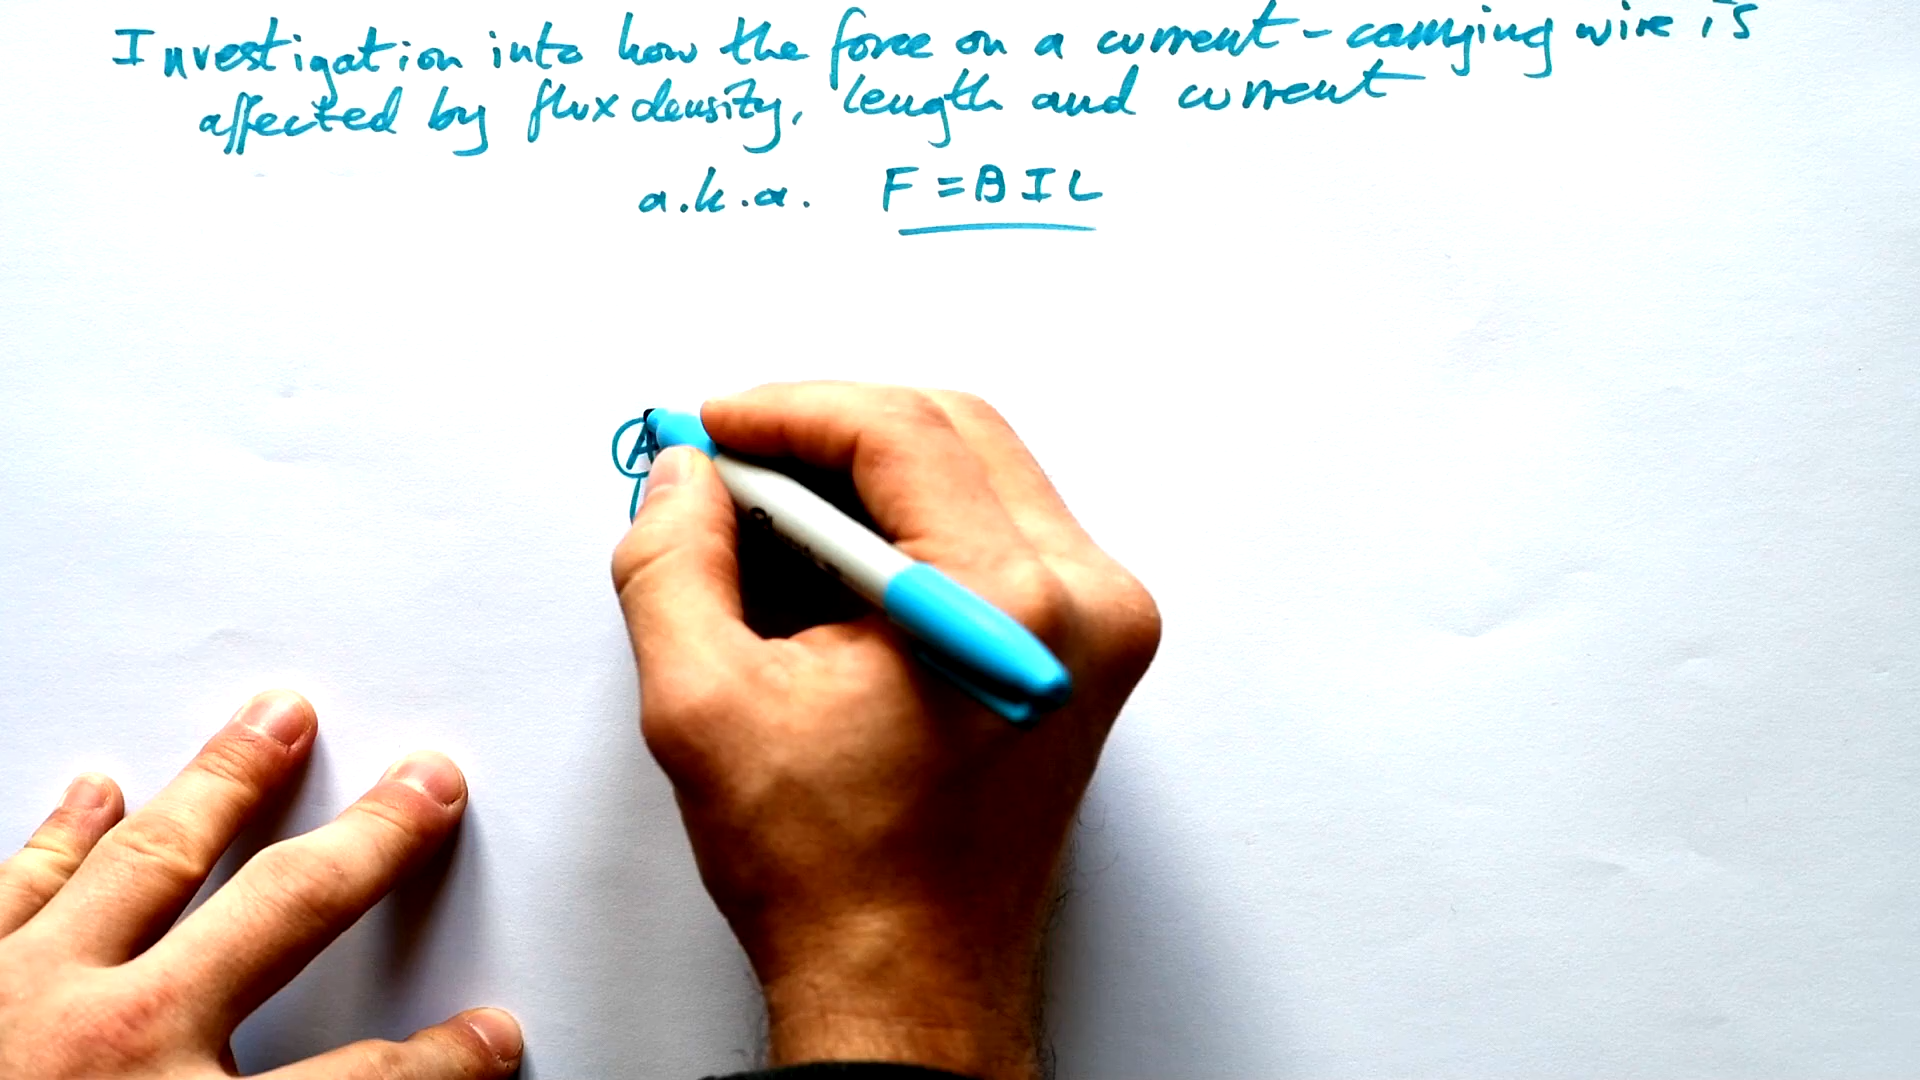 Investigation into how the force on a current-carrying wire is
affected by flux density, length and current
a.k.a. F = BIL
A